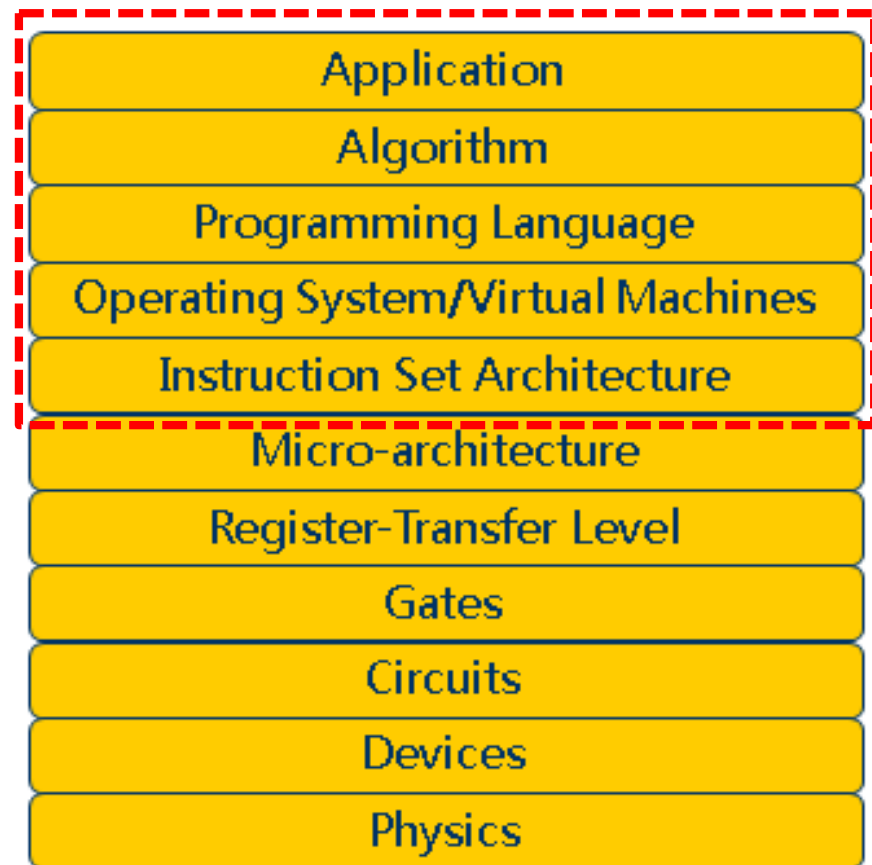 Application
Algorithm
Programming Language
Operating System/Virtual Machines
Instruction Set Architecture
Micro-architecture
Register-Transfer Level
Gates
Circuits
Devices
Physics